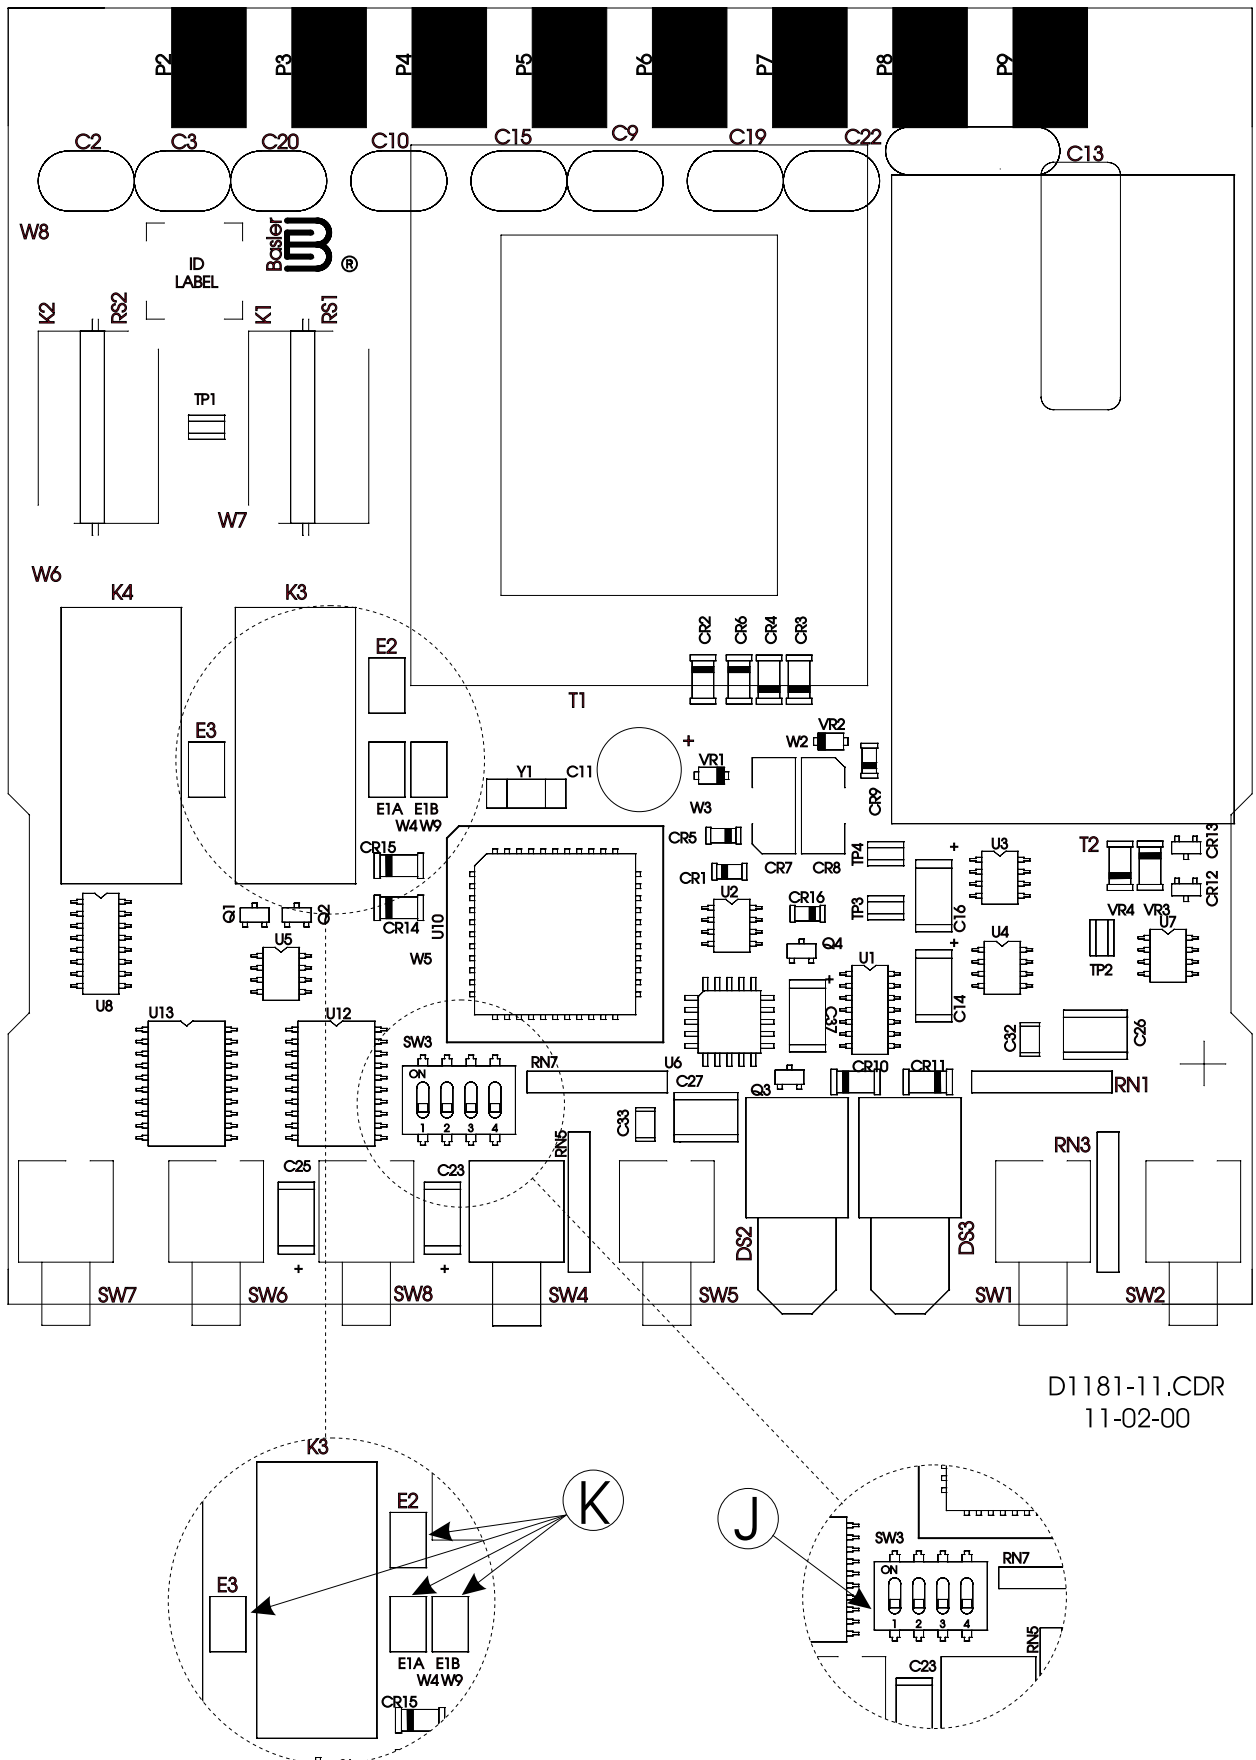 P2 P3 P4 P5 P6 P7 P8 P9
C2 C3 C20 C10 C15 C9 C19 C22 C13
W8
Basler B ®
ID
LABEL
K2 RS2 K1 RS1
TP1
W7
W6
K4 K3
E2
CR2 CR6 CR4 CR3
T1
E3
+
VR2
W2
VR1
Y1 C11
CR9
E1A E1B
W3
W4 W9
CR5
CR13
CR15
CR1 CR7 CR8 TP4 + U3 T2
U2
CR12
Q1 Q2 CR14 U10 CR16 TP3 C16 VR4 VR3
U7
U5 W5 Q4 + U4
U1
TP2
U8 +
U13 U12 C37 C14 C32 C26
SW3
ON
1 2 3 4
RN7 U6 CR10 CR11
C27 Q3 RN1
C33
RN5 RN3
C25 C23
DS2 DS3
+ +
SW7 SW6 SW8 SW4 SW5 SW1 SW2
D1181-11.CDR
11-02-00
K3
E2
K
J
E3
E1A E1B
W4 W9
CR15
SW3
ON
1 2 3 4
RN7
RN5
C23